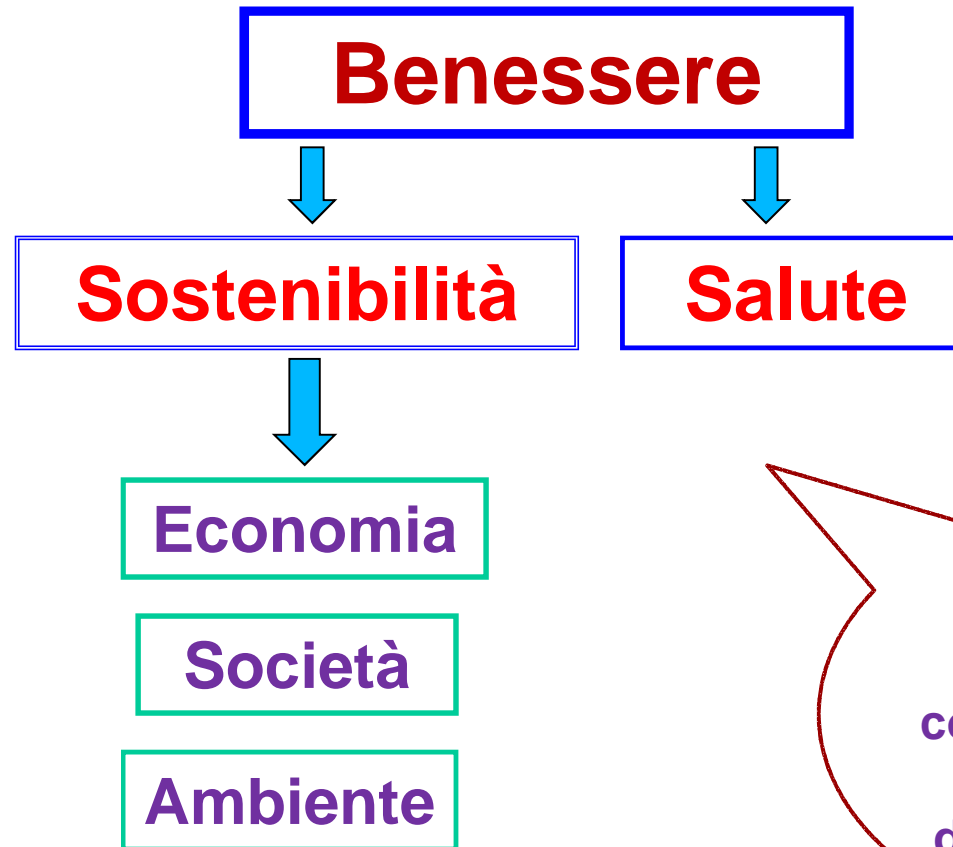 Benessere
Sostenibilità
Salute
Economia
Società
Ambiente